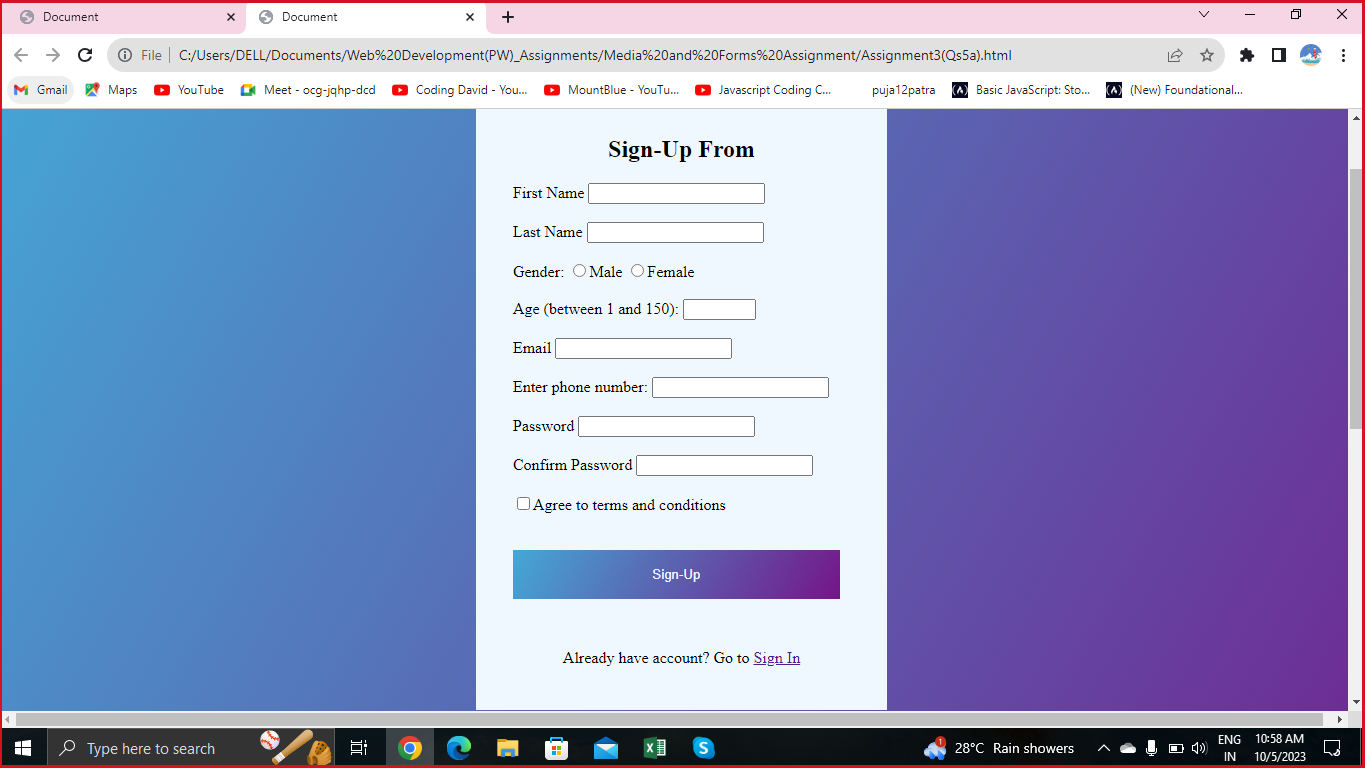 Document
Document
File
C:/Users/DELL/Documents/Web%20Development(PW)_Assignments/Media%20and%20Forms%20Assignment/Assignment3(Qs5a).html
Gmail Maps YouTube Meet - ocg-jqhp-dcd Coding David - You... MountBlue - YouTu... Javascript Coding C... puja12patra Basic JavaScript: Sto... (New) Foundational...
Sign-Up From
First Name
Last Name
Gender: Male Female
Age (between 1 and 150):
Email
Enter phone number:
Password
Confirm Password
Agree to terms and conditions
Sign-Up
Already have account? Go to Sign In
Type here to search
1
28°C Rain showers
ENG
IN
10:58 AM
10/5/2023